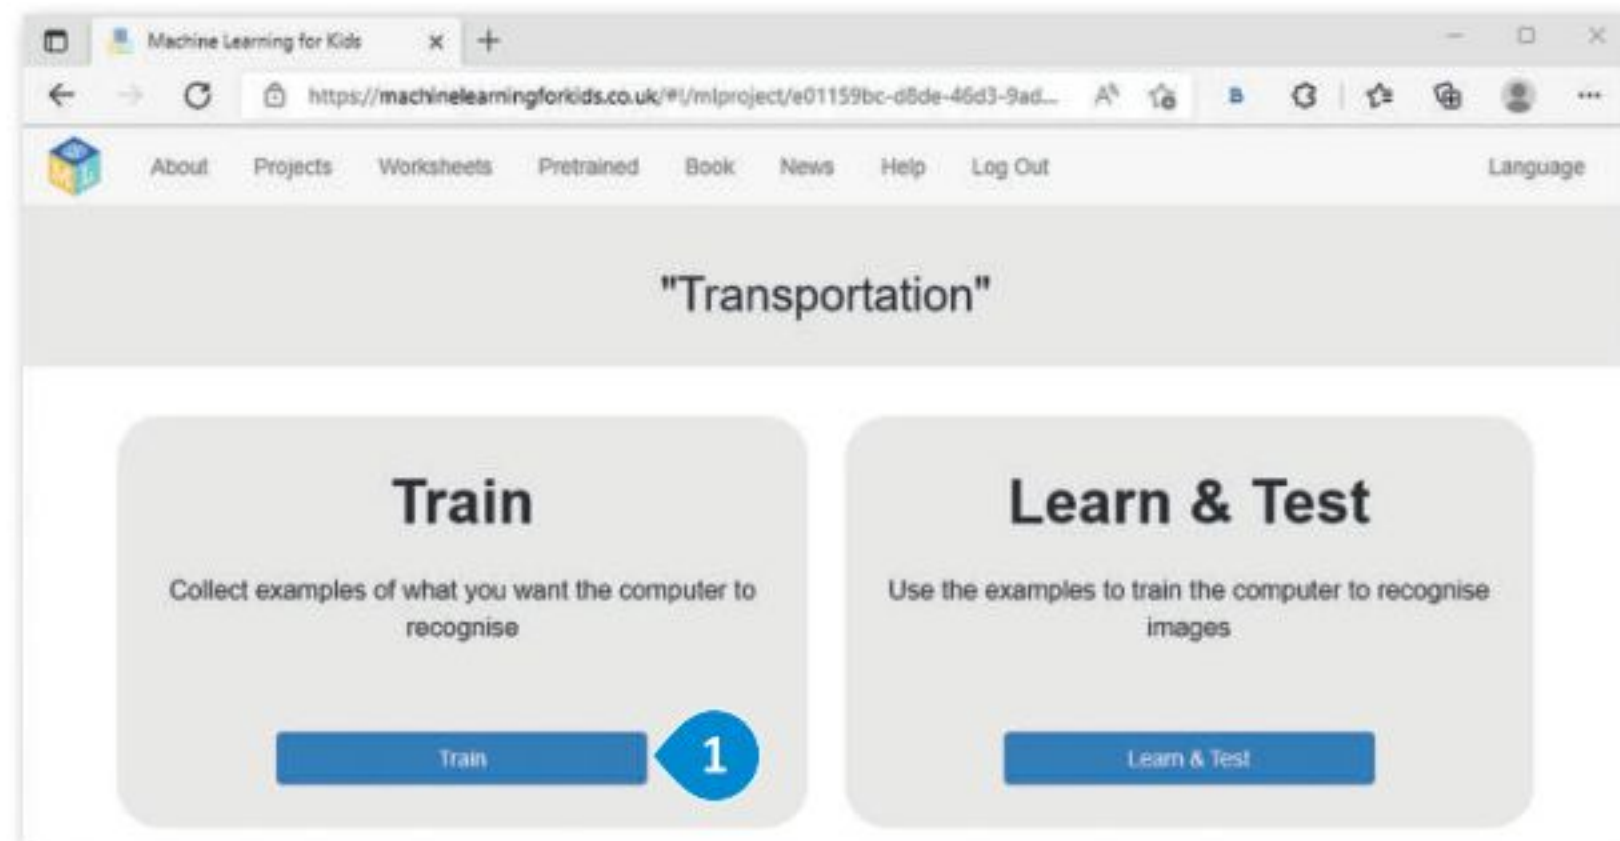 Machine Learning for Kids
https://machinelearningforkids.co.uk/#!/mlproject/e01159bc-d8de-46d3-9ad...
About Projects Worksheets Pretrained Book News Help Log Out Language
"Transportation"
Train
Collect examples of what you want the computer to
recognise
Train
1
Learn & Test
Use the examples to train the computer to recognise
images
Learn & Test